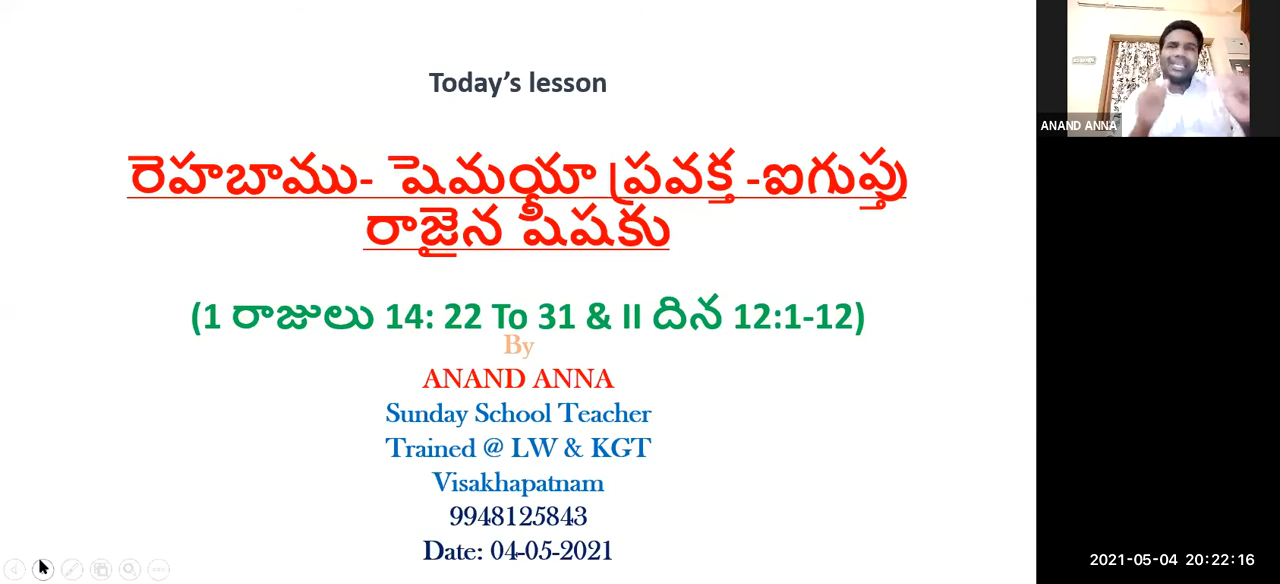 Today's lesson
రెహబాము- షెమయా ప్రవక్త -ఐగుప్తు
రాజైన షీషకు
(1 రాజులు 14: 22 To 31 & II దిన 12:1-12)
By
ANAND ANNA
Sunday School Teacher
Trained @ LW & KGT
Visakhapatnam
9948125843
Date: 04-05-2021
ANAND ANNA
2021-05-04 20:22:16